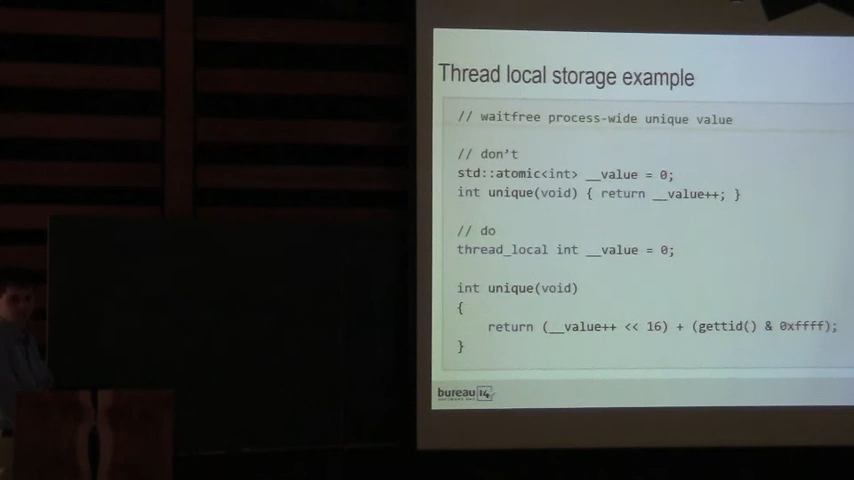 Thread local storage example
// waitfree process-wide unique value
// don't
std::atomic<int> __value = 0;
int unique(void) { return __value++; }
// do
thread_local int __value = 0;
int unique(void)
{
return (__value++ << 16) + (gettid() & 0xffff);
}
bureau 14